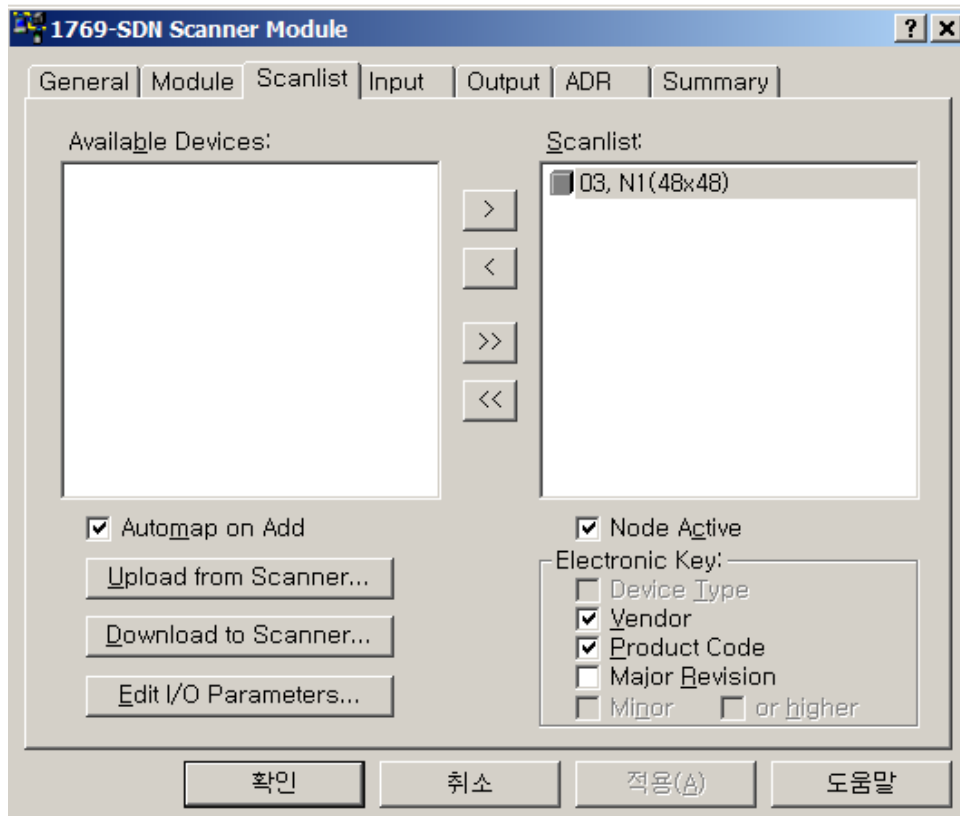 1769-SDN Scanner Module
General Module Scanlist Input Output ADR Summary
Available Devices: Scanlist:
03, N1(48x48)
>
<
>>
<<
Automap on Add Node Active
Upload from Scanner... Electronic Key:
Device Type
Vendor
Download to Scanner... Product Code
Major Revision
Edit I/O Parameters... Minor or higher
확인 취소 적용(A) 도움말